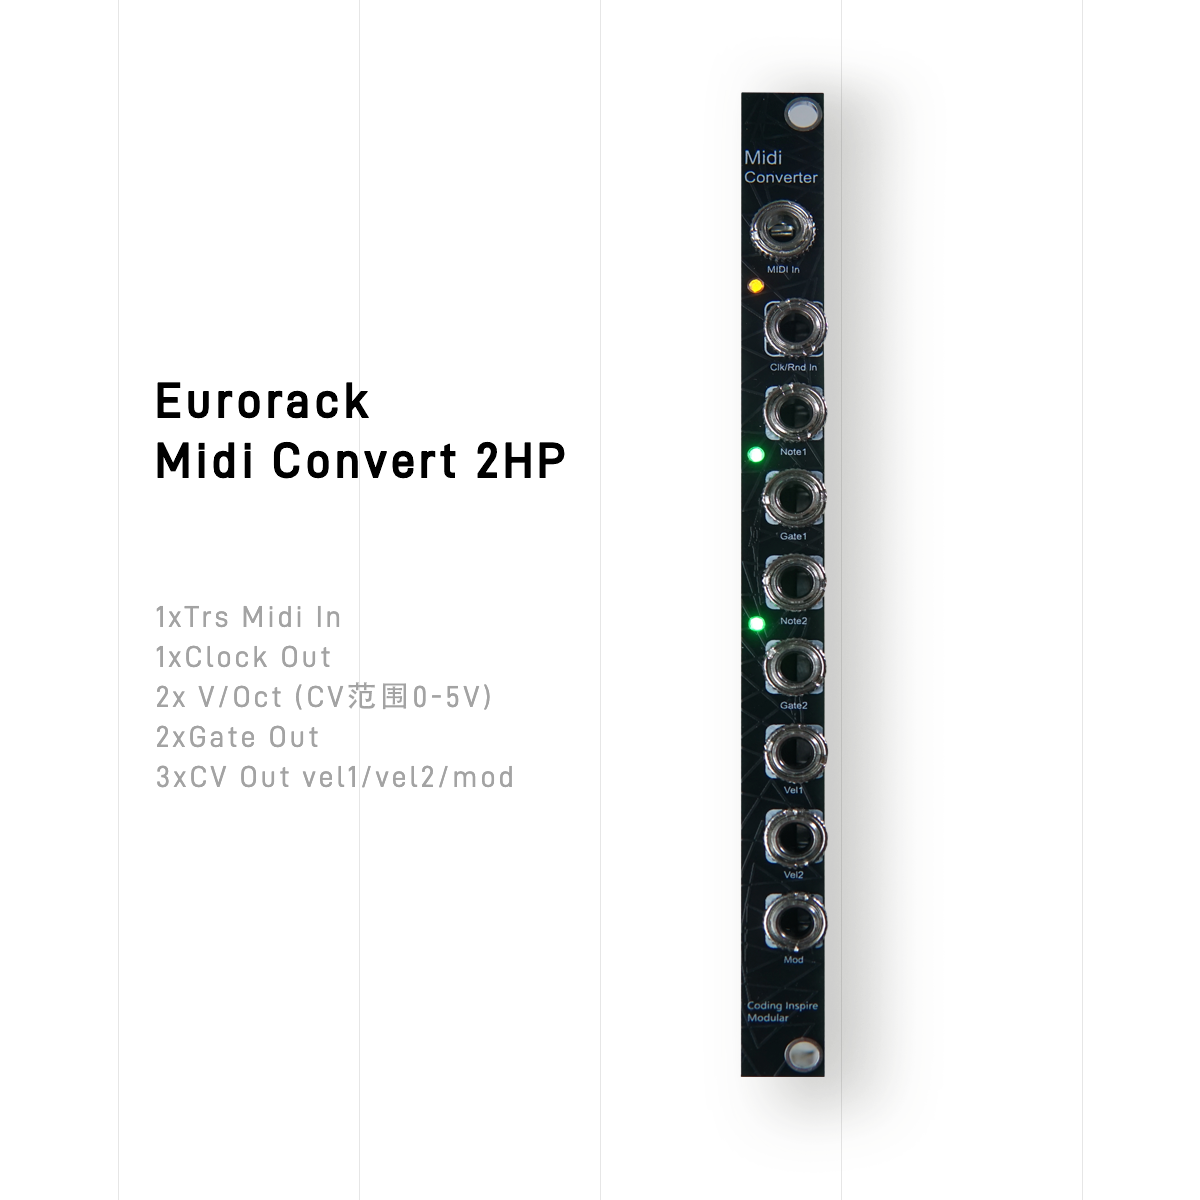 Eurorack
Midi Convert 2HP
1xTrs Midi In
1xClock Out
2x V/Oct (CV范围0-5V)
2xGate Out
3xCV Out vel1/vel2/mod
Midi
Converter
MIDI In
Clk/Rnd In
Note1
Gate1
Note2
Gate2
Vel1
Vel2
Mod
Coding Inspire
Modular